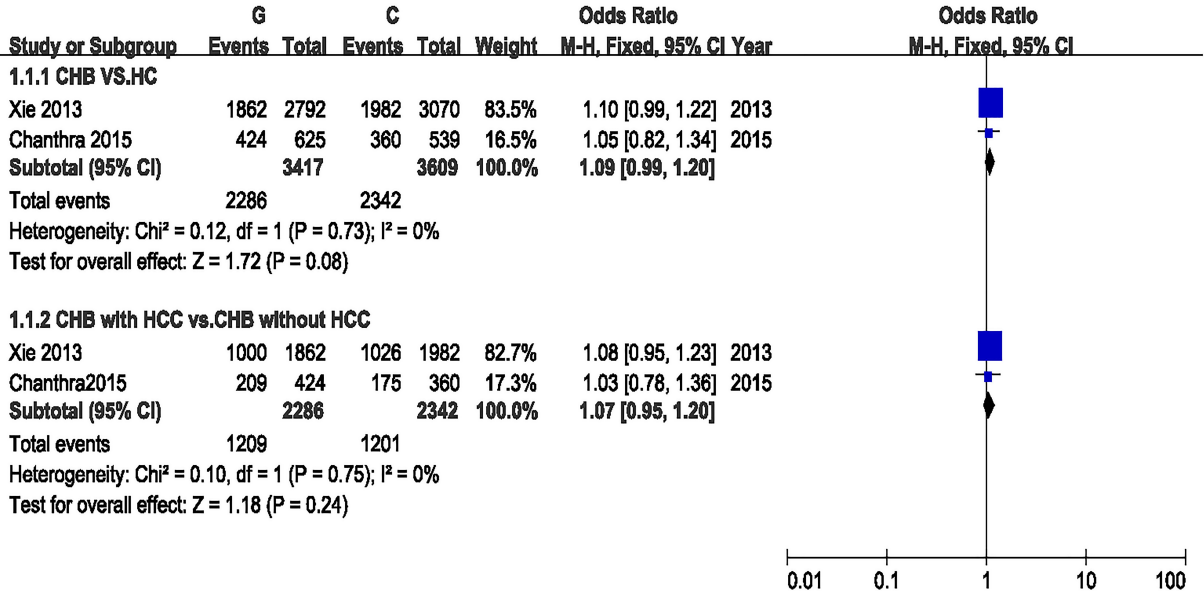 G C Odds Ratio Odds Ratio
Study or Subgroup Events Total Events Total Weight M-H, Fixed, 95% CI Year M-H, Fixed, 95% CI
1.1.1 CHB VS.HC
Xie 2013 1862 2792 1982 3070 83.5% 1.10 [0.99, 1.22] 2013
Chanthra 2015 424 625 360 539 16.5% 1.05 [0.82, 1.34] 2015
Subtotal (95% CI) 3417 3609 100.0% 1.09 [0.99, 1.20]
Total events 2286 2342
Heterogeneity: Chi² = 0.12, df = 1 (P = 0.73); I² = 0%
Test for overall effect: Z = 1.72 (P = 0.08)
1.1.2 CHB with HCC vs.CHB without HCC
Xie 2013 1000 1862 1026 1982 82.7% 1.08 [0.95, 1.23] 2013
Chanthra2015 209 424 175 360 17.3% 1.03 [0.78, 1.36] 2015
Subtotal (95% CI) 2286 2342 100.0% 1.07 [0.95, 1.20]
Total events 1209 1201
Heterogeneity: Chi² = 0.10, df = 1 (P = 0.75); I² = 0%
Test for overall effect: Z = 1.18 (P = 0.24)
0.01 0.1 1 10 100